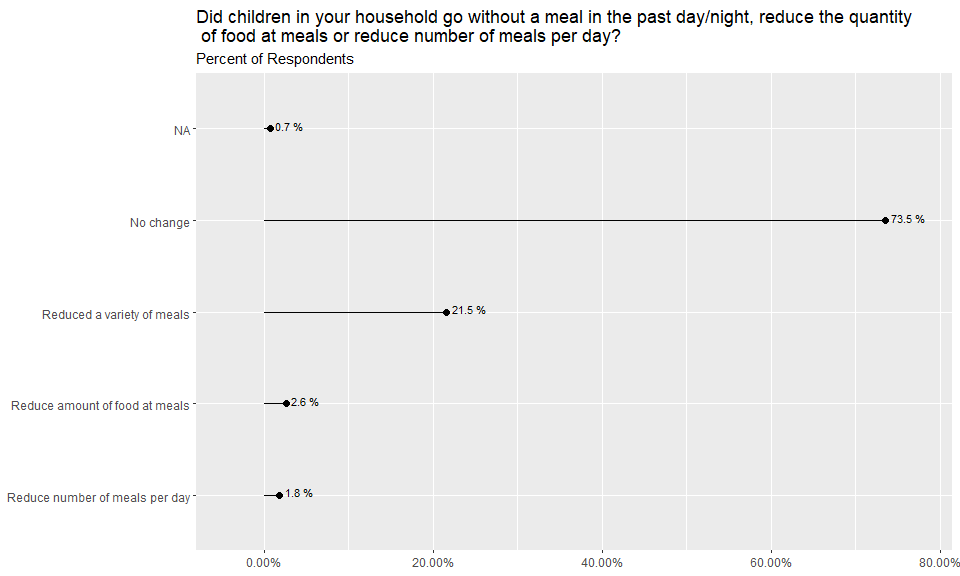 Did children in your household go without a meal in the past day/night, reduce the quantity
of food at meals or reduce number of meals per day?
Percent of Respondents
NA
0.7 %
No change
73.5 %
Reduced a variety of meals
21.5 %
Reduce amount of food at meals
2.6 %
Reduce number of meals per day
1.8 %
0.00% 20.00% 40.00% 60.00% 80.00%